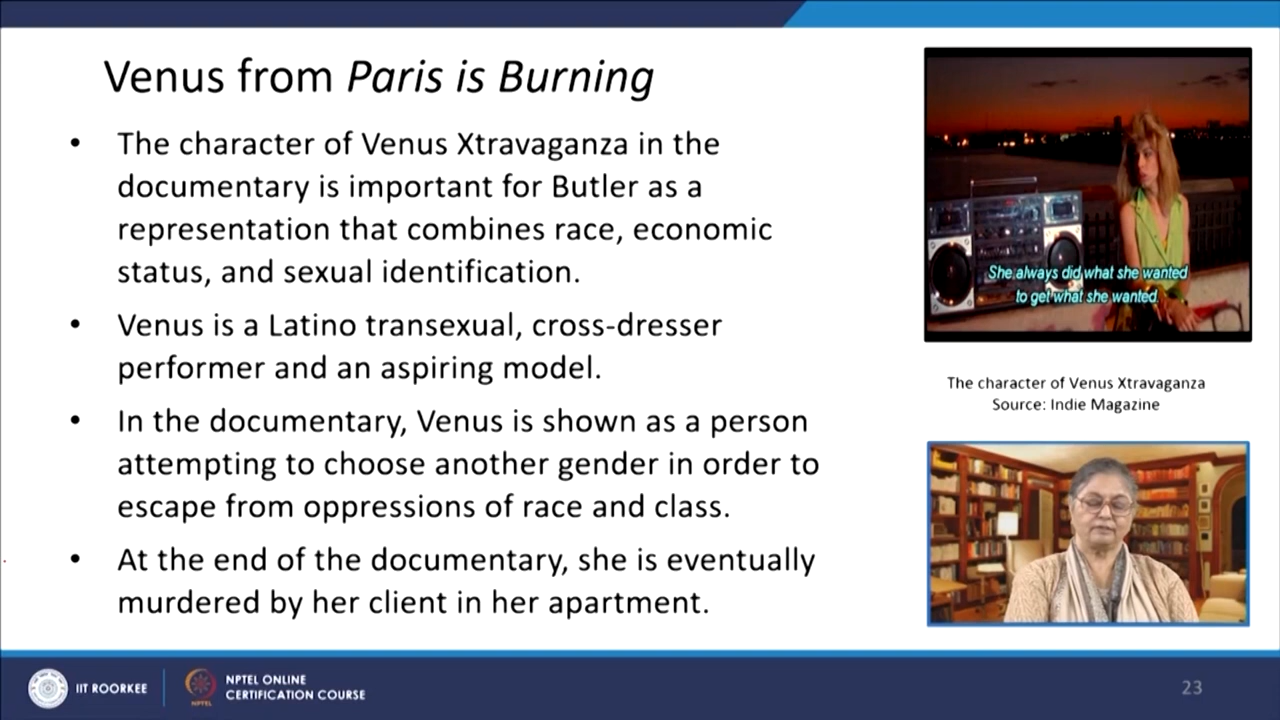 Venus from Paris is Burning
• The character of Venus Xtravaganza in the
documentary is important for Butler as a
representation that combines race, economic
status, and sexual identification.
• Venus is a Latino transexual, cross-dresser
performer and an aspiring model.
• In the documentary, Venus is shown as a person
attempting to choose another gender in order to
escape from oppressions of race and class.
• At the end of the documentary, she is eventually
murdered by her client in her apartment.
She always did what she wanted
to get what she wanted.
The character of Venus Xtravaganza
Source: Indie Magazine
IIT ROORKEE
NPTEL
NPTEL ONLINE
CERTIFICATION COURSE
23